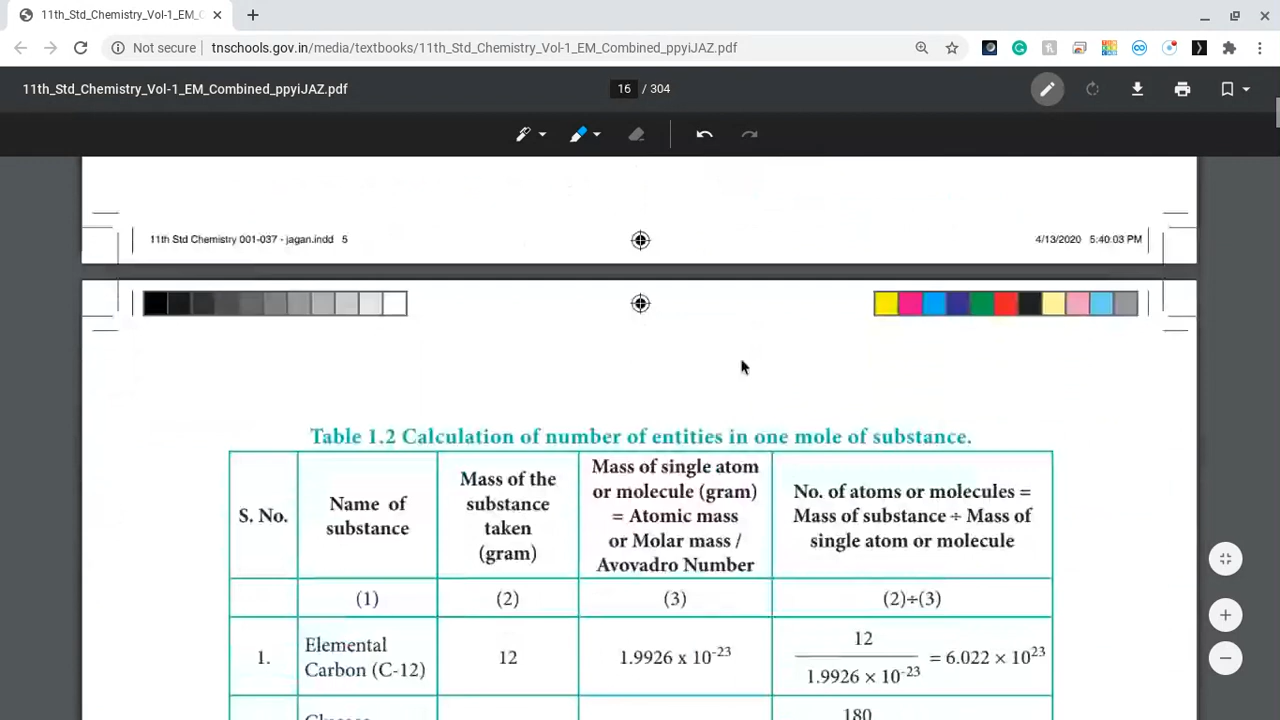 11th_Std_Chemistry_Vol-1_EM_C
Not secure
tnschools.gov.in/media/textbooks/11th_Std_Chemistry_Vol-1_EM_Combined_ppyiJAZ.pdf
11th_Std_Chemistry_Vol-1_EM_Combined_ppyiJAZ.pdf
16 / 304
11th Std Chemistry 001-037 - jagan.indd 5
4/13/2020 5:40:03 PM
Table 1.2 Calculation of number of entities in one mole of substance.
S. No.
Name of
substance
Mass of the
substance
taken
(gram)
Mass of single atom
or molecule (gram)
= Atomic mass
or Molar mass /
Avovadro Number
No. of atoms or molecules =
Mass of substance ÷ Mass of
single atom or molecule
(1)
(2)
(3)
(2)÷(3)
1.
Elemental
Carbon (C-12)
12
1.9926 x 10⁻²³
12
1.9926 × 10⁻²³
= 6.022 × 10²³
Glucose
180